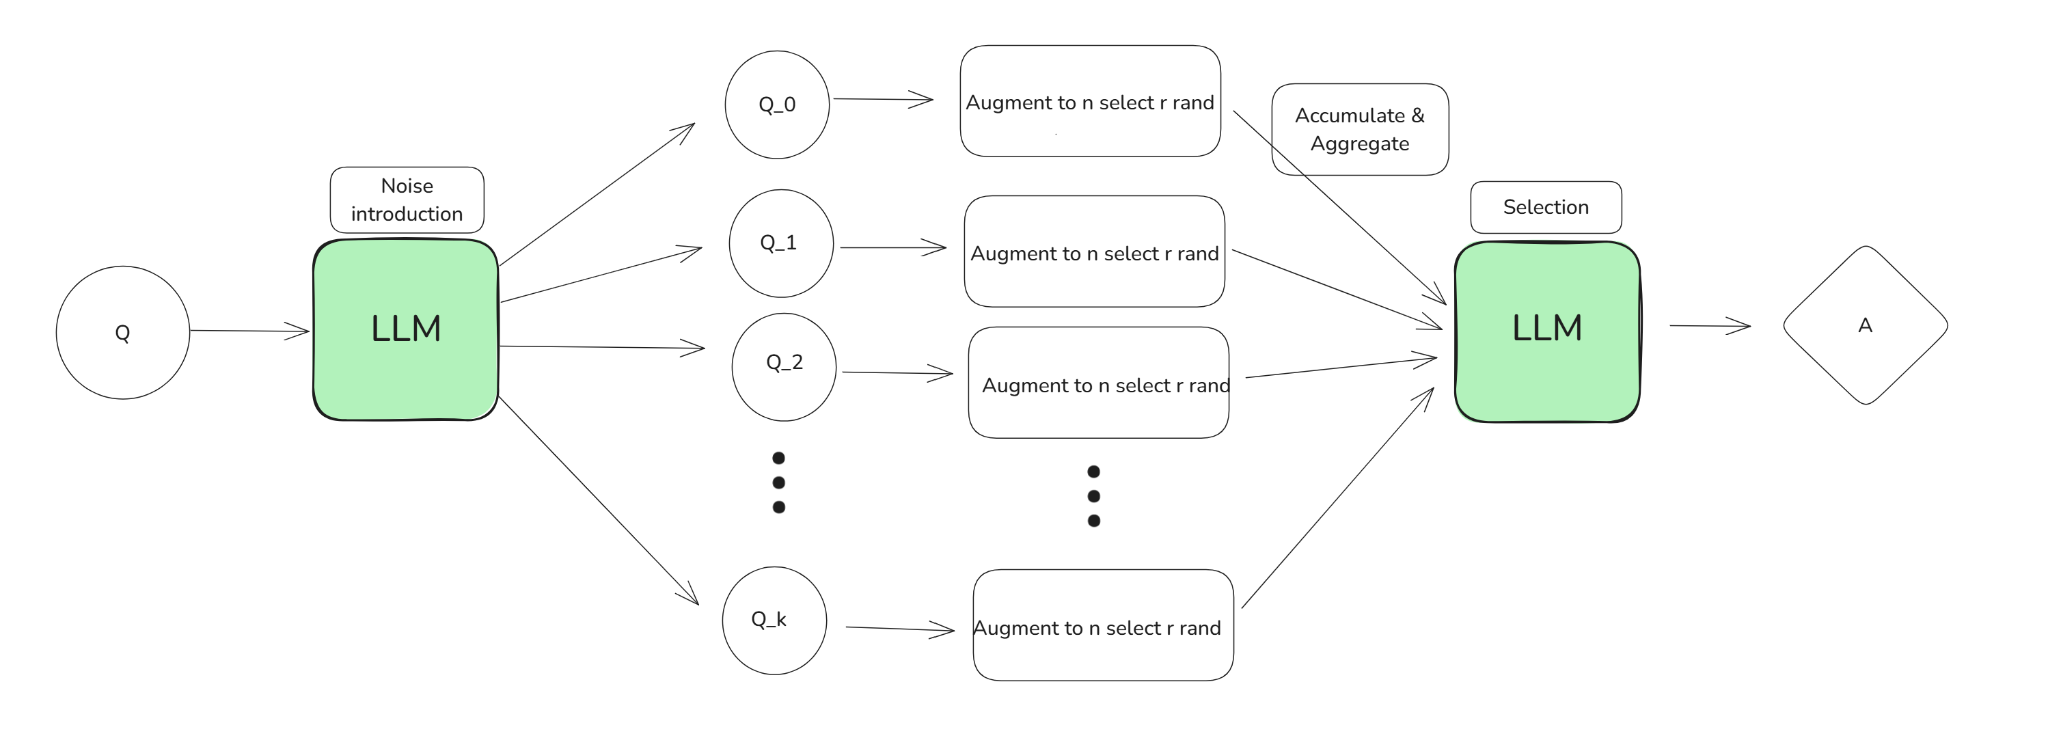 Q
Noise
introduction
LLM
Q_0
Augment to n select r rand
Q_1
Augment to n select r rand
Q_2
Augment to n select r rand
Q_k
Augment to n select r rand
Accumulate &
Aggregate
Selection
LLM
A